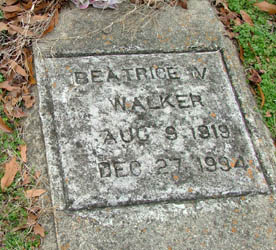 BEATRICE W
WALKER
AUG 9 1919
DEC 27 1994